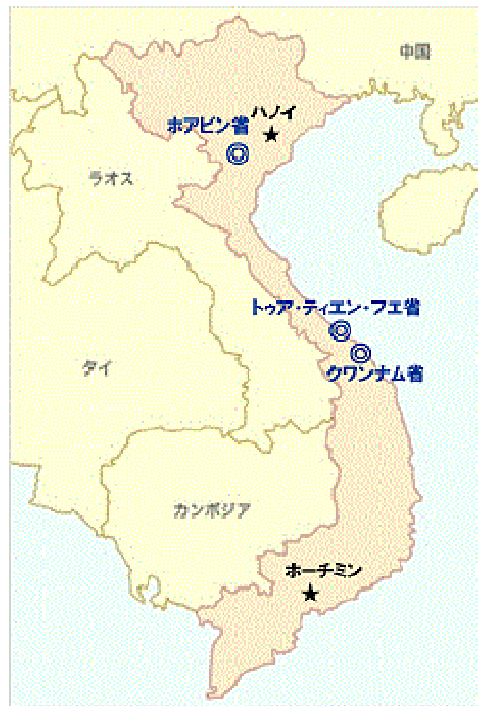 中国
ハノイ
ホアビン省
ラオス
トゥア・ティエン・フエ省
クワンナム省
タイ
カンボジア
ホーチミン